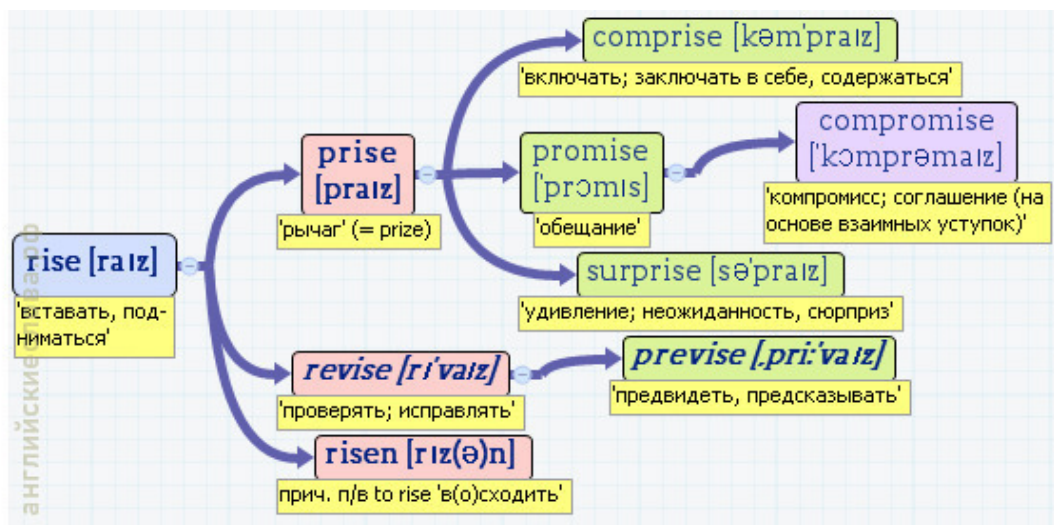 rise [raɪz]
'вставать, под-
ниматься'
prise
[praɪz]
'рычаг' (= prize)
comprise [kəm'praɪz]
'включать; заключать в себе, содержаться'
promise
['prɔmɪs]
'обещание'
compromise
['kɔmprəmaɪz]
'компромисс; соглашение (на
основе взаимных уступок)'
surprise [sə'praɪz]
'удивление; неожиданность, сюрприз'
revise [rɪ'vaɪz]
'проверять; исправлять'
previse [ˌpriː'vaɪz]
'предвидеть, предсказывать'
risen [rɪz(ə)n]
прич. п/в to rise 'в(о)сходить'
английскиеслова.рф